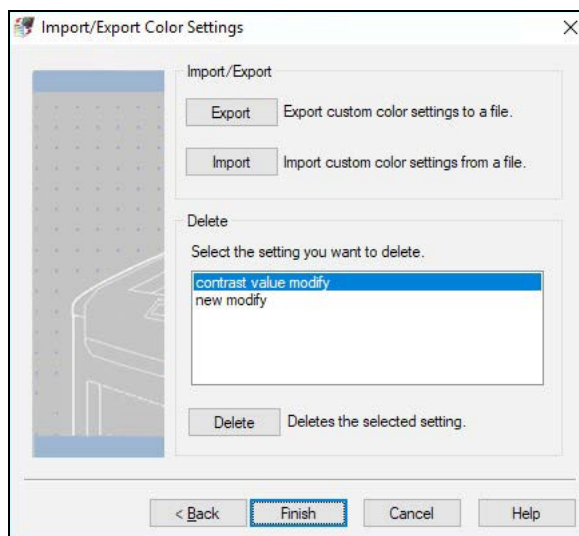 Import/Export Color Settings
Import/Export
Export Export custom color settings to a file.
Import Import custom color settings from a file.
Delete
Select the setting you want to delete.
contrast value modify
new modify
Delete Deletes the selected setting.
< Back Finish Cancel Help